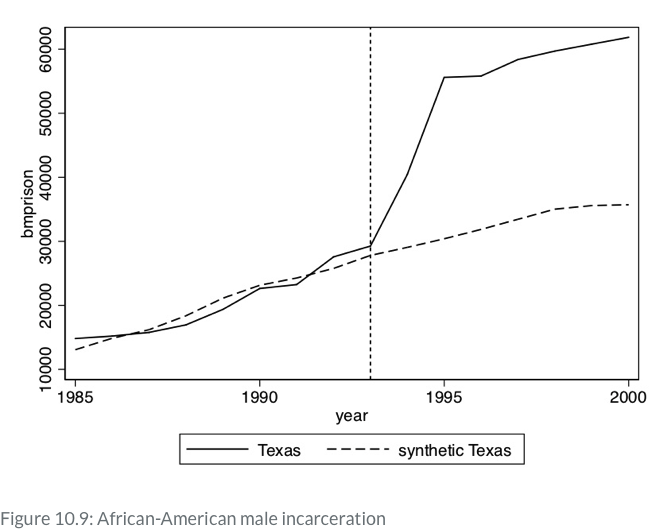 60000
50000
40000
30000
20000
10000
bmprison
1985 1990 1995 2000
year
Texas synthetic Texas
Figure 10.9: African-American male incarceration